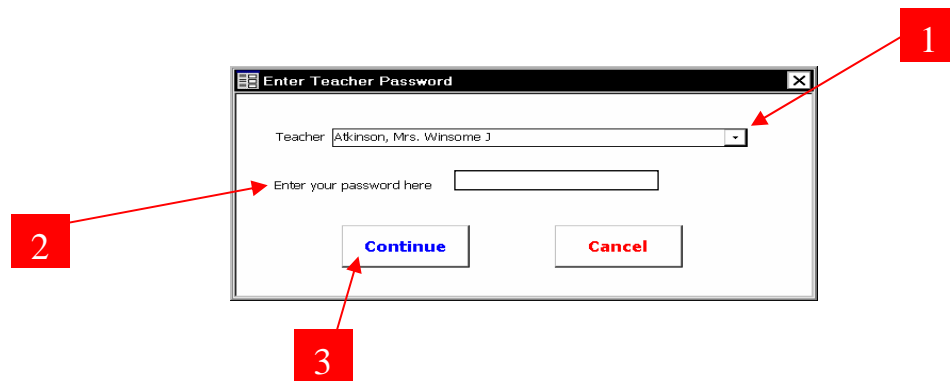 1
Enter Teacher Password
Teacher Atkinson, Mrs. Winsome J
Enter your password here
2
Continue Cancel
3